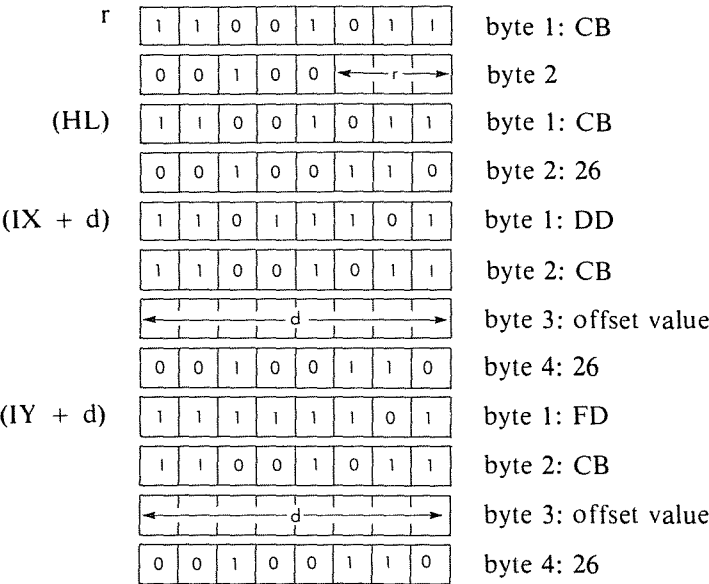 r 1 1 0 0 1 0 1 1 byte 1: CB
0 0 1 0 0 r byte 2
(HL) 1 1 0 0 1 0 1 1 byte 1: CB
0 0 1 0 0 1 1 0 byte 2: 26
(IX + d) 1 1 0 1 1 1 0 1 byte 1: DD
1 1 0 0 1 0 1 1 byte 2: CB
d byte 3: offset value
0 0 1 0 0 1 1 0 byte 4: 26
(IY + d) 1 1 1 1 1 1 0 1 byte 1: FD
1 1 0 0 1 0 1 1 byte 2: CB
d byte 3: offset value
0 0 1 0 0 1 1 0 byte 4: 26